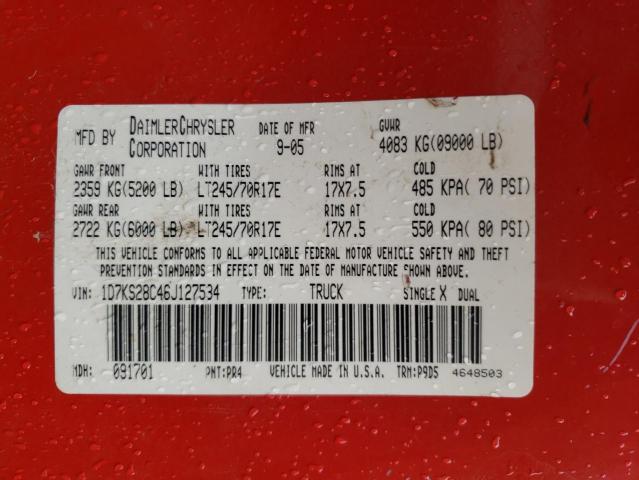 MFD BY DAIMLERCHRYSLER CORPORATION DATE OF MFR 9-05 GVWR 4083 KG(09000 LB)
GAWR FRONT WITH TIRES RIMS AT COLD
2359 KG(5200 LB) LT245/70R17E 17X7.5 485 KPA( 70 PSI)
GAWR REAR WITH TIRES RIMS AT COLD
2722 KG(6000 LB) LT245/70R17E 17X7.5 550 KPA( 80 PSI)
THIS VEHICLE CONFORMS TO ALL APPLICABLE FEDERAL MOTOR VEHICLE SAFETY AND THEFT
PREVENTION STANDARDS IN EFFECT ON THE DATE OF MANUFACTURE SHOWN ABOVE.
VIN: 1D7KS28C46J127534 TYPE: TRUCK SINGLE X DUAL
MDH: 091701 PNT:PR4 VEHICLE MADE IN U.S.A. TRM:P9D5 4648503